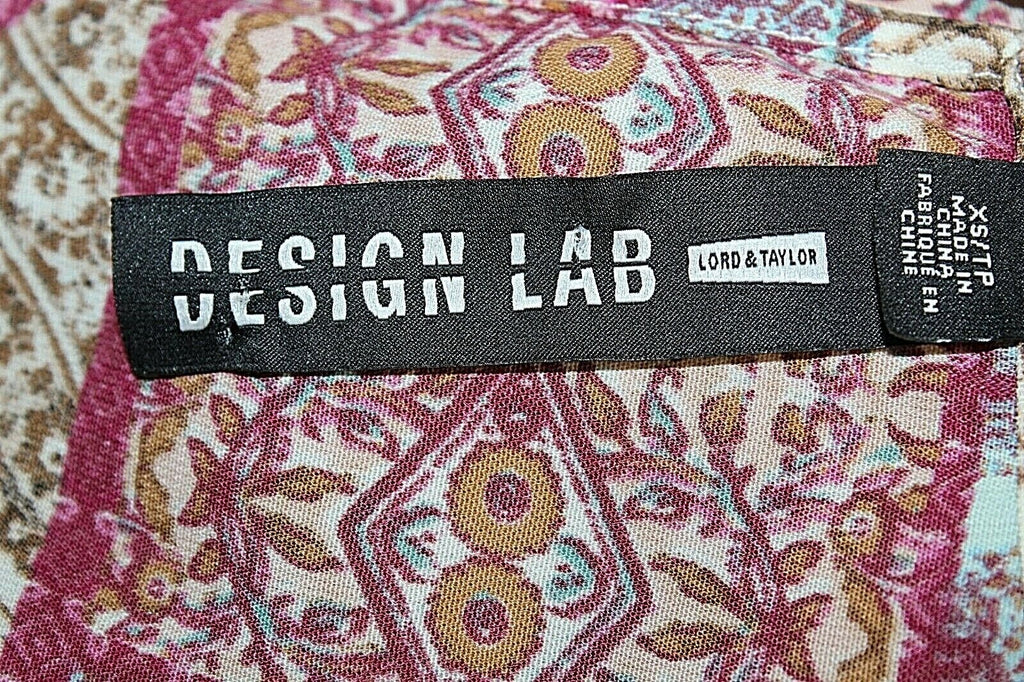 DESIGN LAB
LORD & TAYLOR
XS/TP
MADE IN
CHINA
FABRIQUÉ EN
CHINE